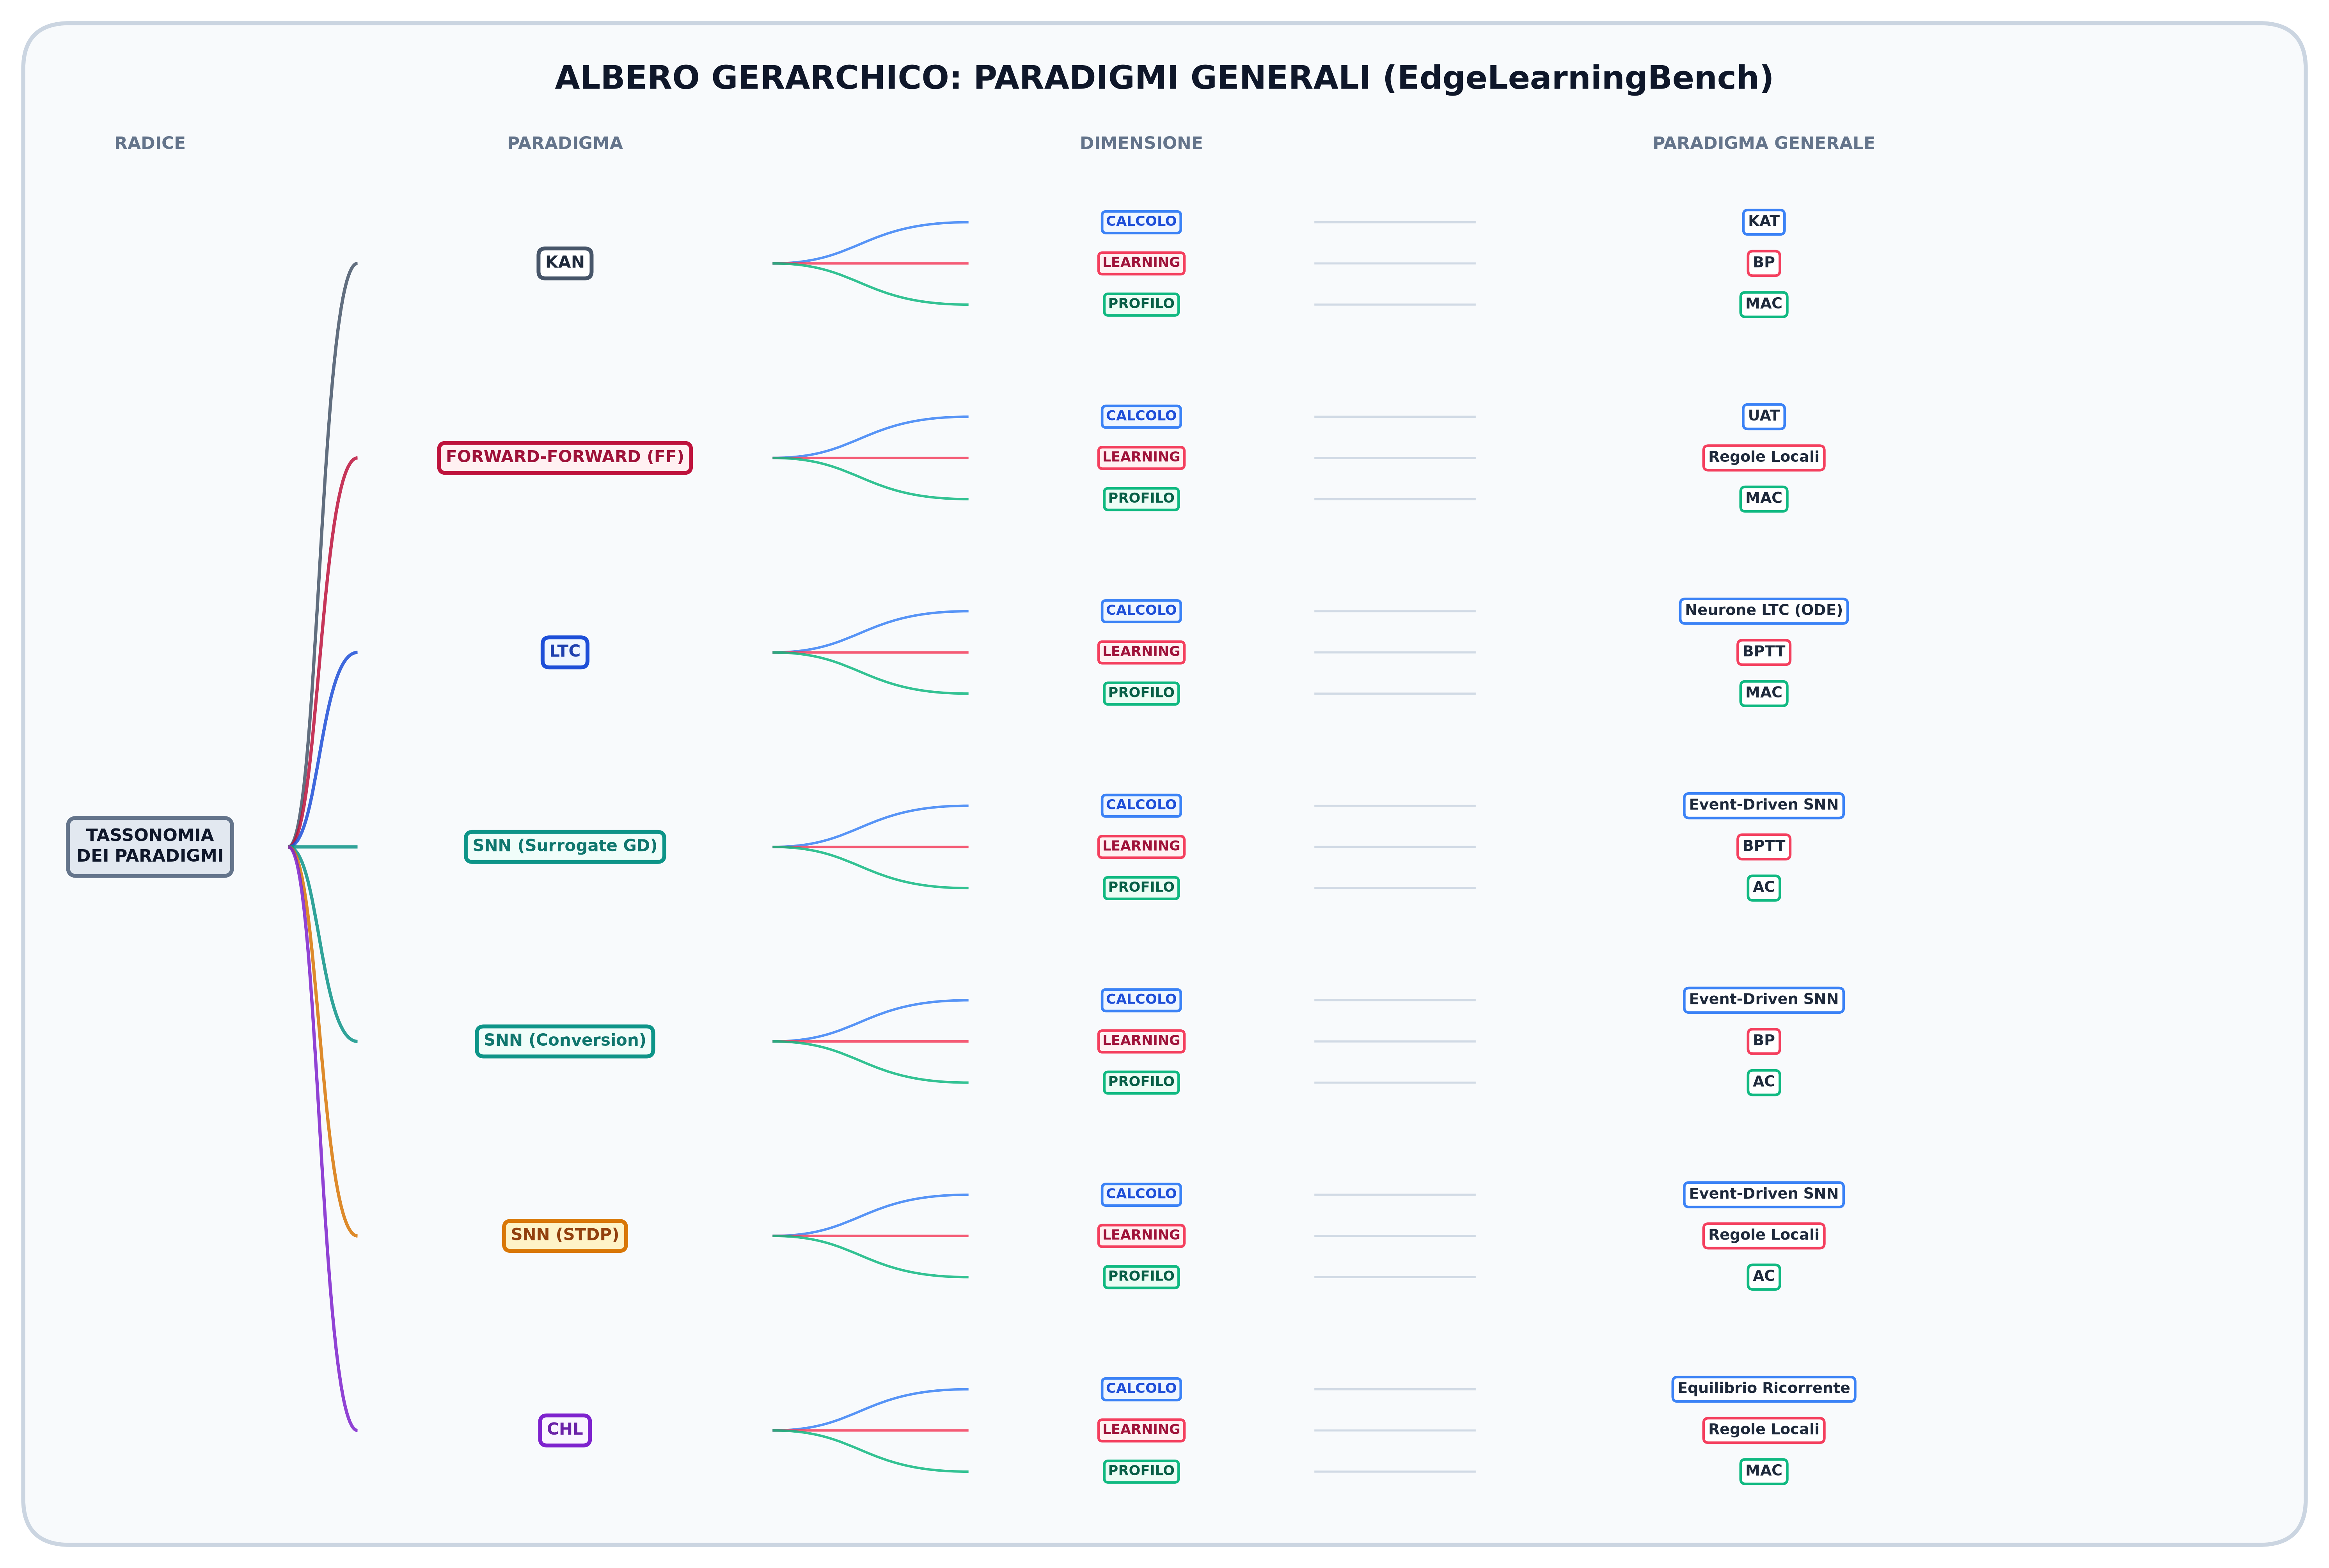 ALBERO GERARCHICO: PARADIGMI GENERALI (EdgeLearningBench)
RADICE
PARADIGMA
DIMENSIONE
PARADIGMA GENERALE
TASSONOMIA
DEI PARADIGMI
KAN
CALCOLO
KAT
LEARNING
BP
PROFILO
MAC
FORWARD-FORWARD (FF)
CALCOLO
UAT
LEARNING
Regole Locali
PROFILO
MAC
LTC
CALCOLO
Neurone LTC (ODE)
LEARNING
BPTT
PROFILO
MAC
SNN (Surrogate GD)
CALCOLO
Event-Driven SNN
LEARNING
BPTT
PROFILO
AC
SNN (Conversion)
CALCOLO
Event-Driven SNN
LEARNING
BP
PROFILO
AC
SNN (STDP)
CALCOLO
Event-Driven SNN
LEARNING
Regole Locali
PROFILO
AC
CHL
CALCOLO
Equilibrio Ricorrente
LEARNING
Regole Locali
PROFILO
MAC